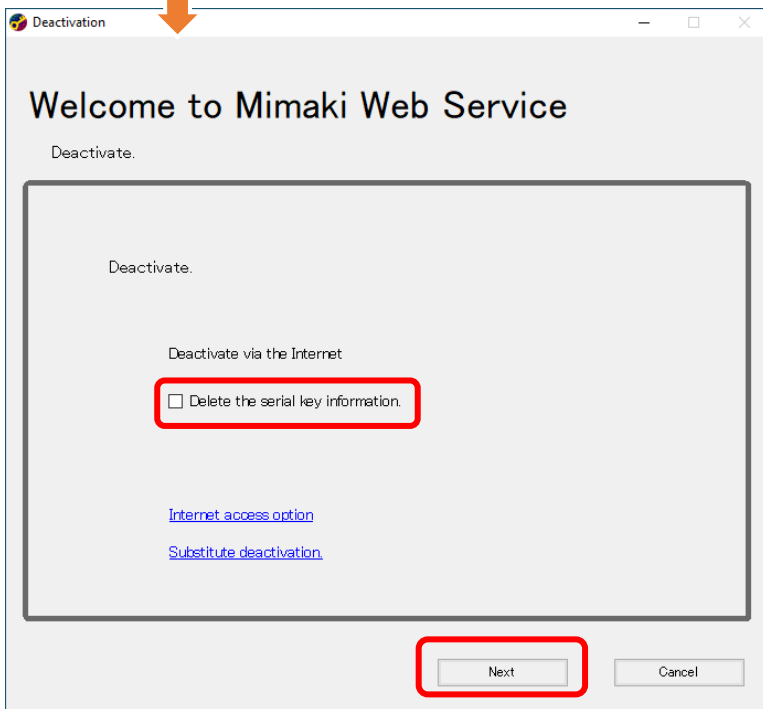 Deactivation
Welcome to Mimaki Web Service
Deactivate.
Deactivate.
Deactivate via the Internet
Delete the serial key information.
Internet access option
Substitute deactivation.
Next
Cancel